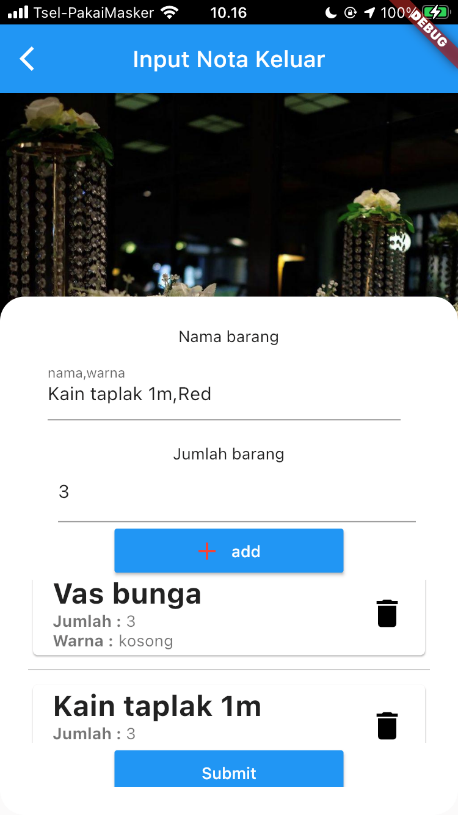 Tsel-PakaiMasker 10.16 100%
DEBUG
Input Nota Keluar
Nama barang
nama,warna
Kain taplak 1m,Red
Jumlah barang
3
+ add
Vas bunga
Jumlah : 3
Warna : kosong
Kain taplak 1m
Jumlah : 3
Submit